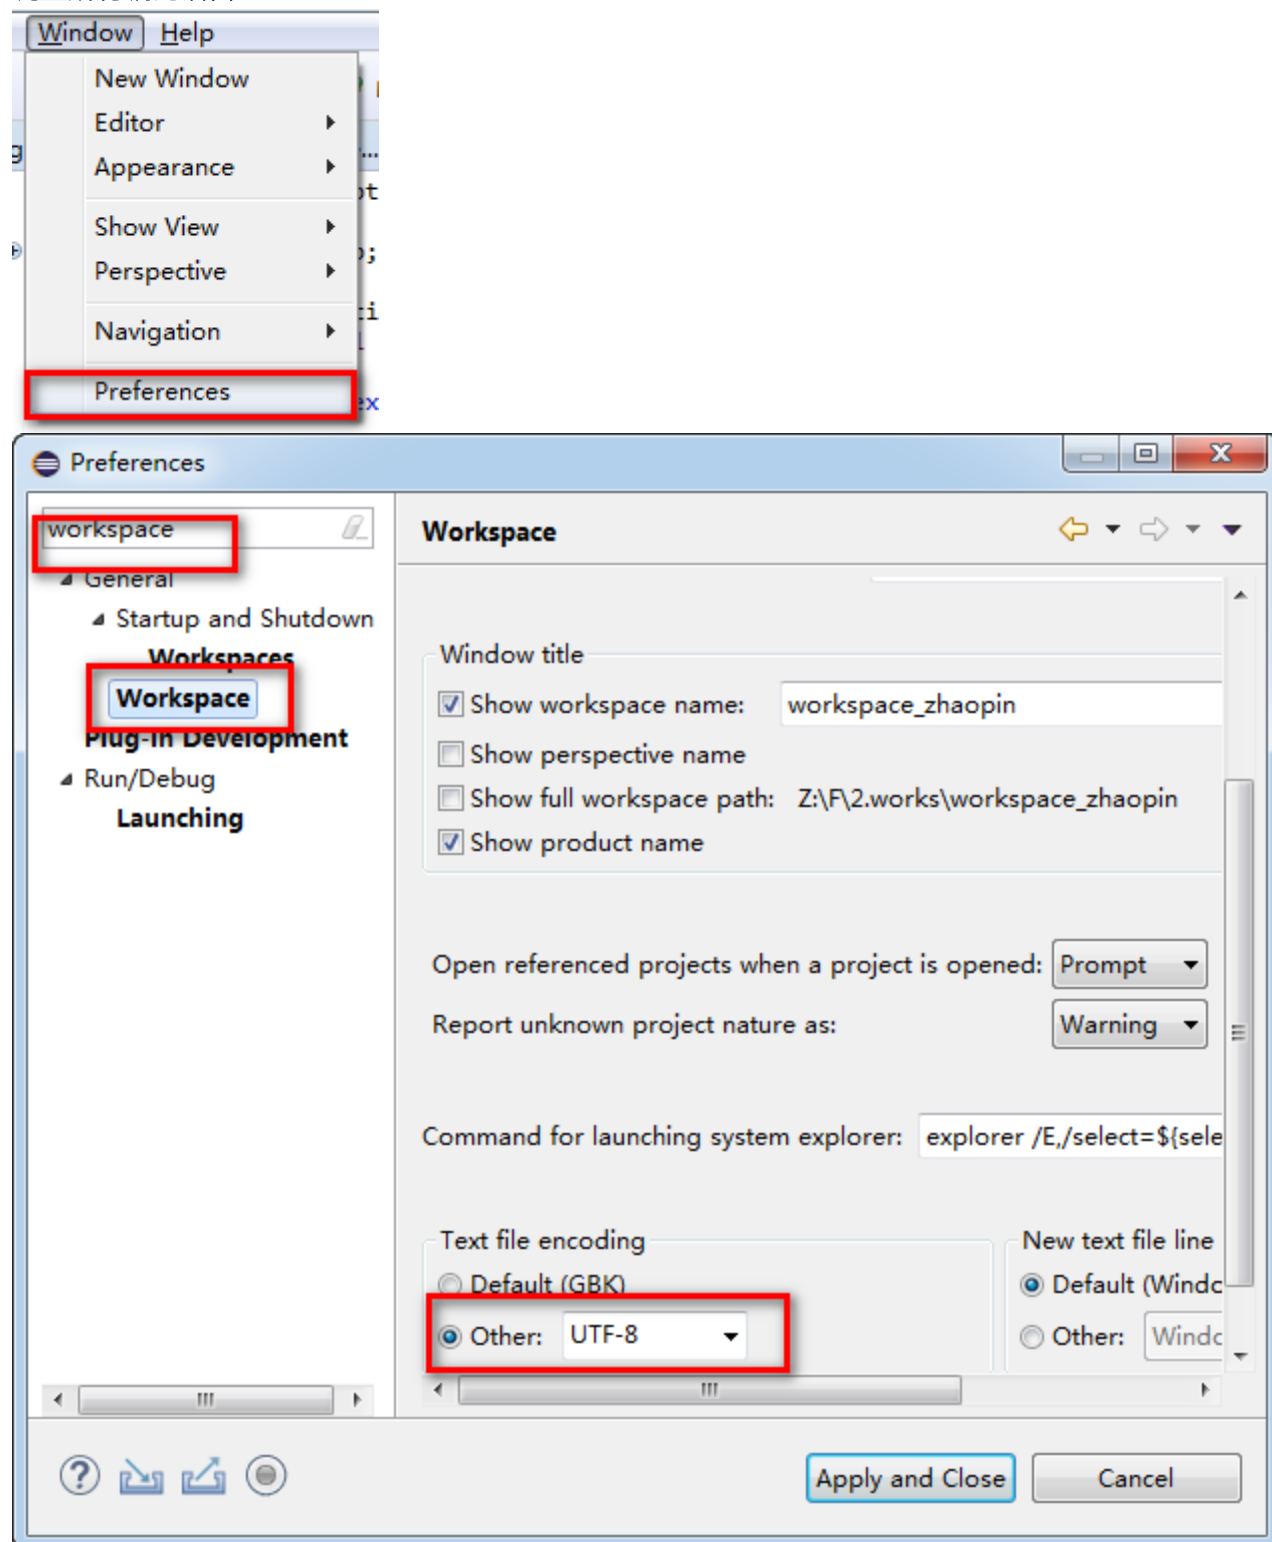 Window Help
New Window
Editor
Appearance
Show View
Perspective
Navigation
Preferences
Preferences
workspace
General
Startup and Shutdown
Workspaces
Workspace
Plug-in Development
Run/Debug
Launching
Workspace
Window title
Show workspace name: workspace_zhaopin
Show perspective name
Show full workspace path: Z:\F\2.works\workspace_zhaopin
Show product name
Open referenced projects when a project is opened: Prompt
Report unknown project nature as: Warning
Command for launching system explorer: explorer /E,/select=${sele
Text file encoding
Default (GBK)
Other: UTF-8
New text file line
Default (Windo
Other: Windo
Apply and Close Cancel